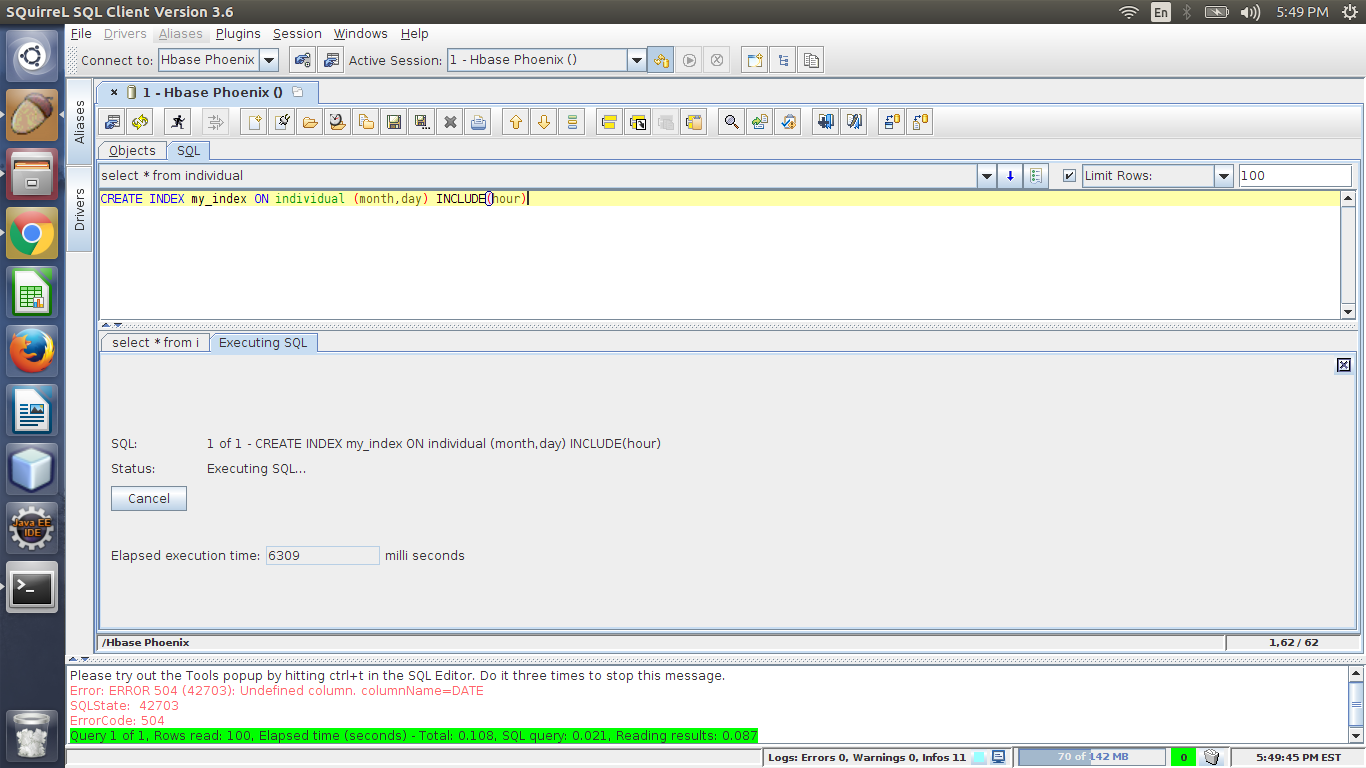 SQuirreL SQL Client Version 3.6
En
5:49 PM
File Drivers Aliases Plugins Session Windows Help
Connect to: Hbase Phoenix Active Session: 1 - Hbase Phoenix ()
1 - Hbase Phoenix ()
Aliases
Drivers
Objects SQL
select * from individual Limit Rows: 100
CREATE INDEX my_index ON individual (month,day) INCLUDE(hour)
select * from i Executing SQL
SQL: 1 of 1 - CREATE INDEX my_index ON individual (month,day) INCLUDE(hour)
Status: Executing SQL...
Cancel
Elapsed execution time: 6309 milli seconds
Java EE
IDE
/Hbase Phoenix 1,62 / 62
Please try out the Tools popup by hitting ctrl+t in the SQL Editor. Do it three times to stop this message.
Error: ERROR 504 (42703): Undefined column. columnName=DATE
SQLState: 42703
ErrorCode: 504
Query 1 of 1, Rows read: 100, Elapsed time (seconds) - Total: 0.108, SQL query: 0.021, Reading results: 0.087
Logs: Errors 0, Warnings 0, Infos 11 70 of 142 MB 0 5:49:45 PM EST